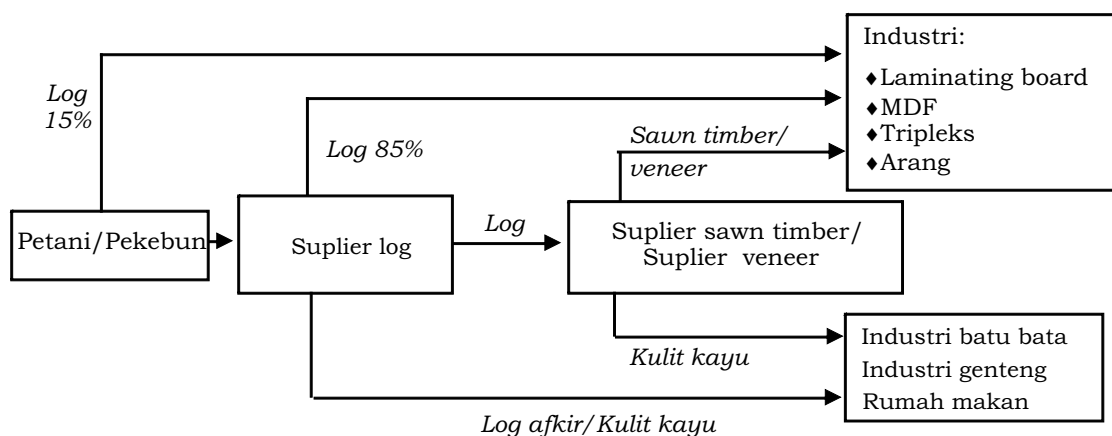 Industri:
♦Laminating board
♦MDF
♦Tripleks
♦Arang
Log
15%
Log 85%
Sawn timber/
veneer
Petani/Pekebun
Suplier log
Log
Suplier sawn timber/
Suplier veneer
Kulit kayu
Industri batu bata
Industri genteng
Rumah makan
Log afkir/Kulit kayu